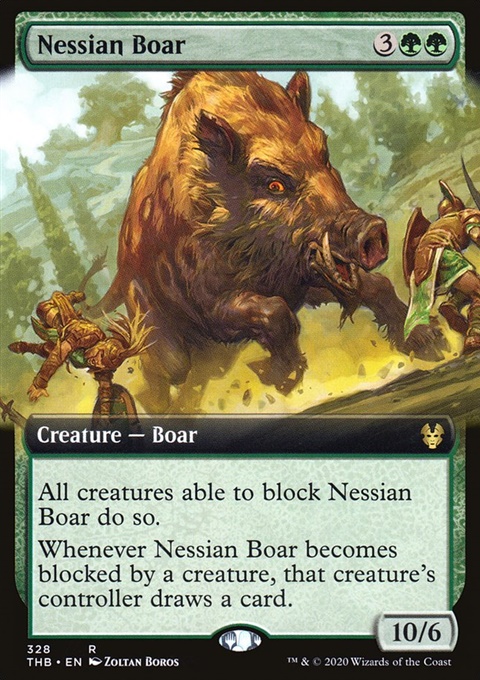 Nessian Boar 3
Creature — Boar
All creatures able to block Nessian
Boar do so.
Whenever Nessian Boar becomes
blocked by a creature, that creature's
controller draws a card.
10/6
328 R
THB • EN Zoltan Boros
™ & © 2020 Wizards of the Coast